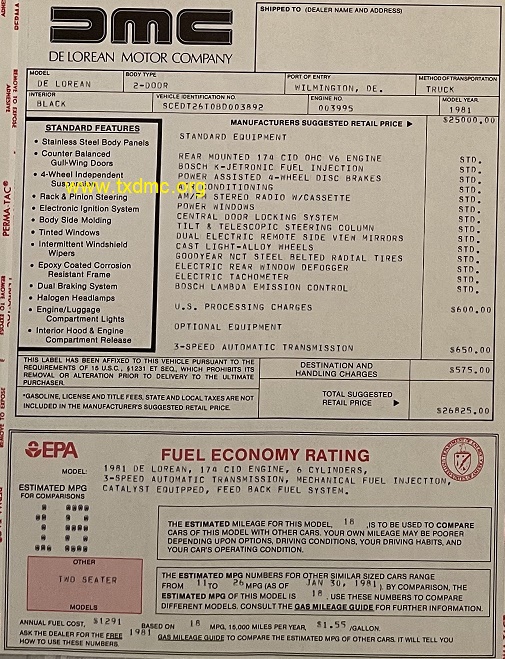 DMC
DE LOREAN MOTOR COMPANY
SHIPPED TO (DEALER NAME AND ADDRESS)
MODEL
DE LOREAN
BODY TYPE
2-DOOR
PORT OF ENTRY
WILMINGTON, DE.
METHOD OF TRANSPORTATION
TRUCK
INTERIOR
BLACK
VEHICLE IDENTIFICATION NO.
SCEDT26T0BD003892
ENGINE NO.
003995
MODEL YEAR
1981
MANUFACTURERS SUGGESTED RETAIL PRICE ▶ $25000.00
STANDARD FEATURES
• Stainless Steel Body Panels
• Counter Balanced
Gull-Wing Doors
• 4-Wheel Independent
• Rack & Pinion Steering
• Electronic Ignition System
• Body Side Molding
• Tinted Windows
• Intermittent Windshield
Wipers
• Epoxy Coated Corrosion
Resistant Frame
• Dual Braking System
• Halogen Headlamps
• Engine/Luggage
Compartment Lights
• Interior Hood & Engine
Compartment Release
www.txdmc.org
STANDARD EQUIPMENT
REAR MOUNTED 174 CID OHC V6 ENGINE STD.
BOSCH K-JETRONIC FUEL INJECTION STD.
POWER ASSISTED 4-WHEEL DISC BRAKES STD.
CONDITIONING STD.
AM/FM STEREO RADIO W/CASSETTE STD.
POWER WINDOWS STD.
CENTRAL DOOR LOCKING SYSTEM STD.
TILT & TELESCOPIC STEERING COLUMN STD.
DUAL ELECTRIC REMOTE SIDE VIEW MIRRORS STD.
CAST LIGHT-ALLOY WHEELS STD.
GOODYEAR NCT STEEL BELTED RADIAL TIRES STD.
ELECTRIC REAR WINDOW DEFOGGER STD.
ELECTRIC TACHOMETER STD.
BOSCH LAMBDA EMISSION CONTROL STD.
U.S. PROCESSING CHARGES $600.00
OPTIONAL EQUIPMENT
3-SPEED AUTOMATIC TRANSMISSION $650.00
THIS LABEL HAS BEEN AFFIXED TO THIS VEHICLE PURSUANT TO THE
REQUIREMENTS OF 15 U.S.C., §1231 ET SEQ., WHICH PROHIBITS ITS
REMOVAL OR ALTERATION PRIOR TO DELIVERY TO THE ULTIMATE
PURCHASER.
*GASOLINE, LICENSE AND TITLE FEES, STATE AND LOCAL TAXES ARE NOT
INCLUDED IN THE MANUFACTURER'S SUGGESTED RETAIL PRICE.
DESTINATION AND
HANDLING CHARGES $575.00
TOTAL SUGGESTED
RETAIL PRICE ▶ $26825.00
PERMA-TAC®
REMOVE TO EXPOSE
ADHESIVE
EPA
FUEL ECONOMY RATING
MODEL: 1981 DE LOREAN, 174 CID ENGINE, 6 CYLINDERS,
3-SPEED AUTOMATIC TRANSMISSION, MECHANICAL FUEL INJECTION,
CATALYST EQUIPPED, FEED BACK FUEL SYSTEM.
ESTIMATED MPG
FOR COMPARISONS
18
OTHER
TWO SEATER
MODELS
THE ESTIMATED MILEAGE FOR THIS MODEL, 18 ,IS TO BE USED TO COMPARE
CARS OF THIS MODEL WITH OTHER CARS. YOUR OWN MILEAGE MAY BE POORER
DEPENDING UPON OPTIONS, DRIVING CONDITIONS, YOUR DRIVING HABITS, AND
YOUR CAR'S OPERATING CONDITION.
THE ESTIMATED MPG NUMBERS FOR OTHER SIMILAR SIZED CARS RANGE
FROM 11 TO 26 MPG (AS OF JAN 30, 1981). BY COMPARISON, THE
ESTIMATED MPG OF THIS MODEL IS 18 . USE THESE NUMBERS TO COMPARE
DIFFERENT MODELS. CONSULT THE GAS MILEAGE GUIDE FOR FURTHER INFORMATION.
ANNUAL FUEL COST, $1291 BASED ON 18 MPG, 15,000 MILES PER YEAR, $1.55 /GALLON.
ASK THE DEALER FOR THE FREE 1981 GAS MILEAGE GUIDE TO COMPARE THE ESTIMATED MPG OF OTHER CARS. IT WILL TELL YOU
HOW TO USE THESE NUMBERS.